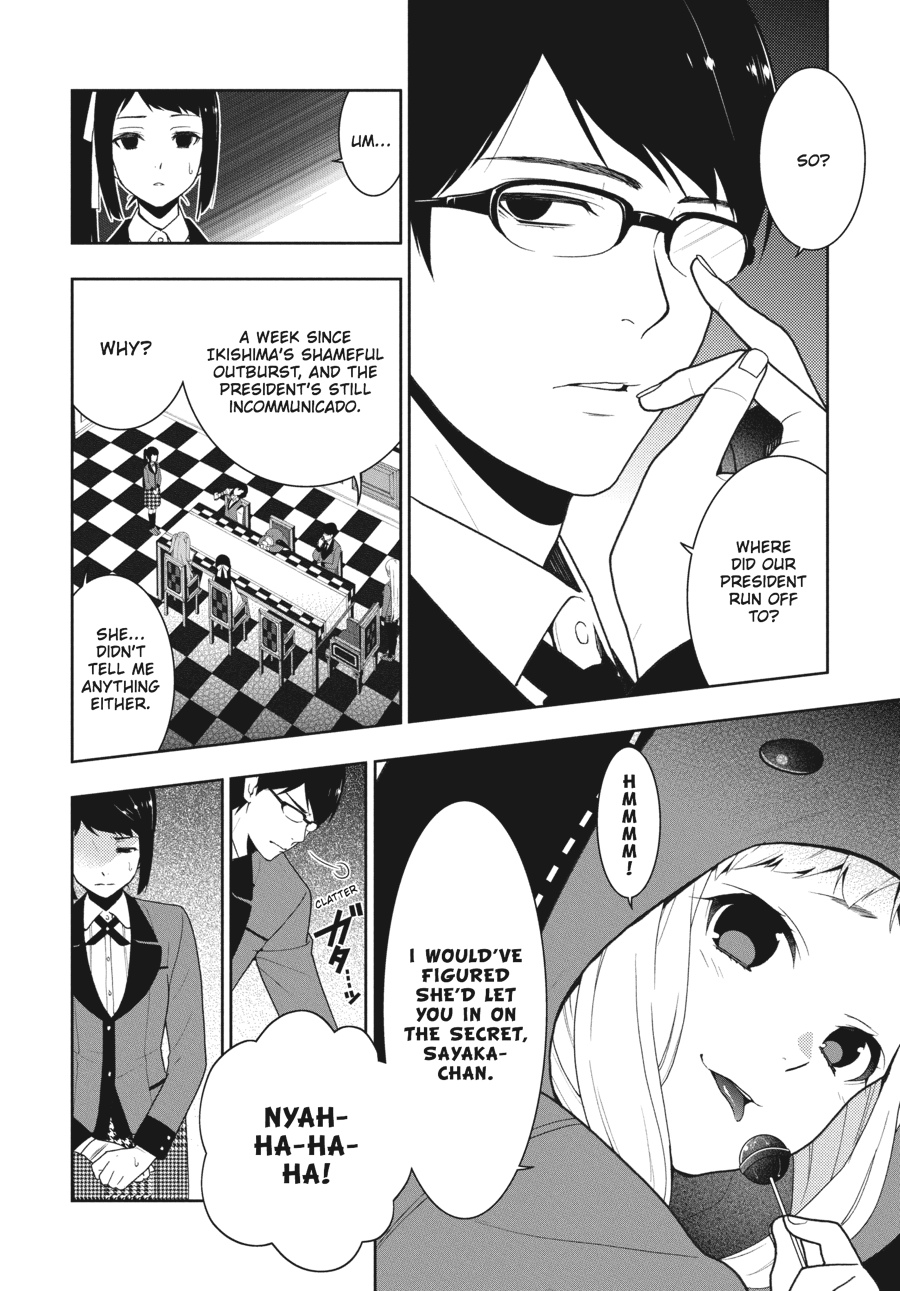 SO?
WHERE
DID OUR
PRESIDENT
RUN OFF
TO?
UM...
A WEEK SINCE
IKISHIMA'S SHAMEFUL
OUTBURST, AND THE
PRESIDENT'S STILL
INCOMMUNICADO.
WHY?
SHE...
DIDN'T
TELL ME
ANYTHING
EITHER.
HMMMM!
I WOULD'VE
FIGURED
SHE'D LET
YOU IN ON
THE SECRET,
SAYAKA-
CHAN.
CLATTER
ガタ…ッ
NYAH-
HA-HA-
HA!